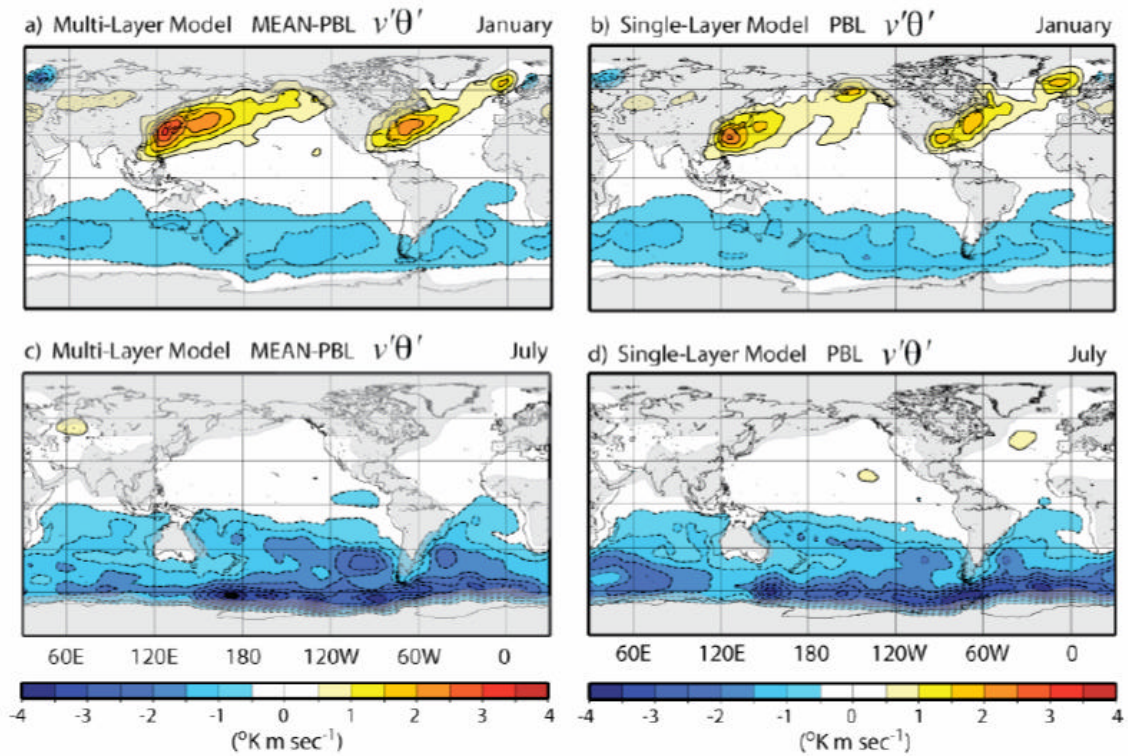 a) Multi-Layer Model MEAN-PBL v′θ′ January
b) Single-Layer Model PBL v′θ′ January
c) Multi-Layer Model MEAN-PBL v′θ′ July
d) Single-Layer Model PBL v′θ′ July
60E 120E 180 120W 60W 0
60E 120E 180 120W 60W 0
-4 -3 -2 -1 0 1 2 3 4
-4 -3 -2 -1 0 1 2 3 4
(°K m sec⁻¹)
(°K m sec⁻¹)